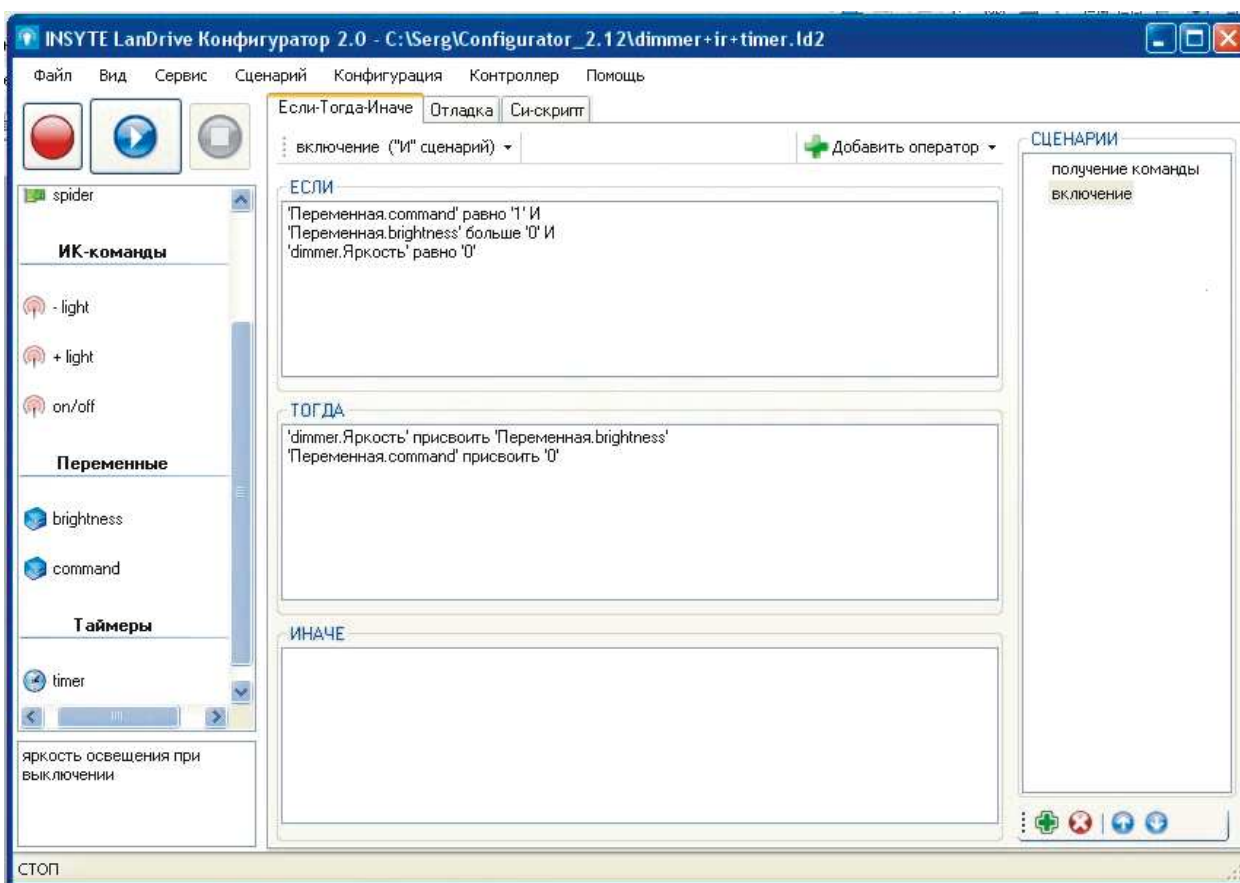 INSYTE LanDrive Конфигуратор 2.0 - C:\Serg\Configurator_2.12\dimmer+ir+timer.ld2
Файл Вид Сервис Сценарий Конфигурация Контроллер Помощь
Если-Тогда-Иначе Отладка Си-скрипт
включение ("И" сценарий) Добавить оператор
spider
ИК-команды
- light
+ light
on/off
Переменные
brightness
command
Таймеры
timer
яркость освещения при
выключении
ЕСЛИ
'Переменная.command' равно '1' И
'Переменная.brightness' больше '0' И
'dimmer.Яркость' равно '0'
ТОГДА
'dimmer.Яркость' присвоить 'Переменная.brightness'
'Переменная.command' присвоить '0'
ИНАЧЕ
СЦЕНАРИИ
получение команды
включение
СТОП